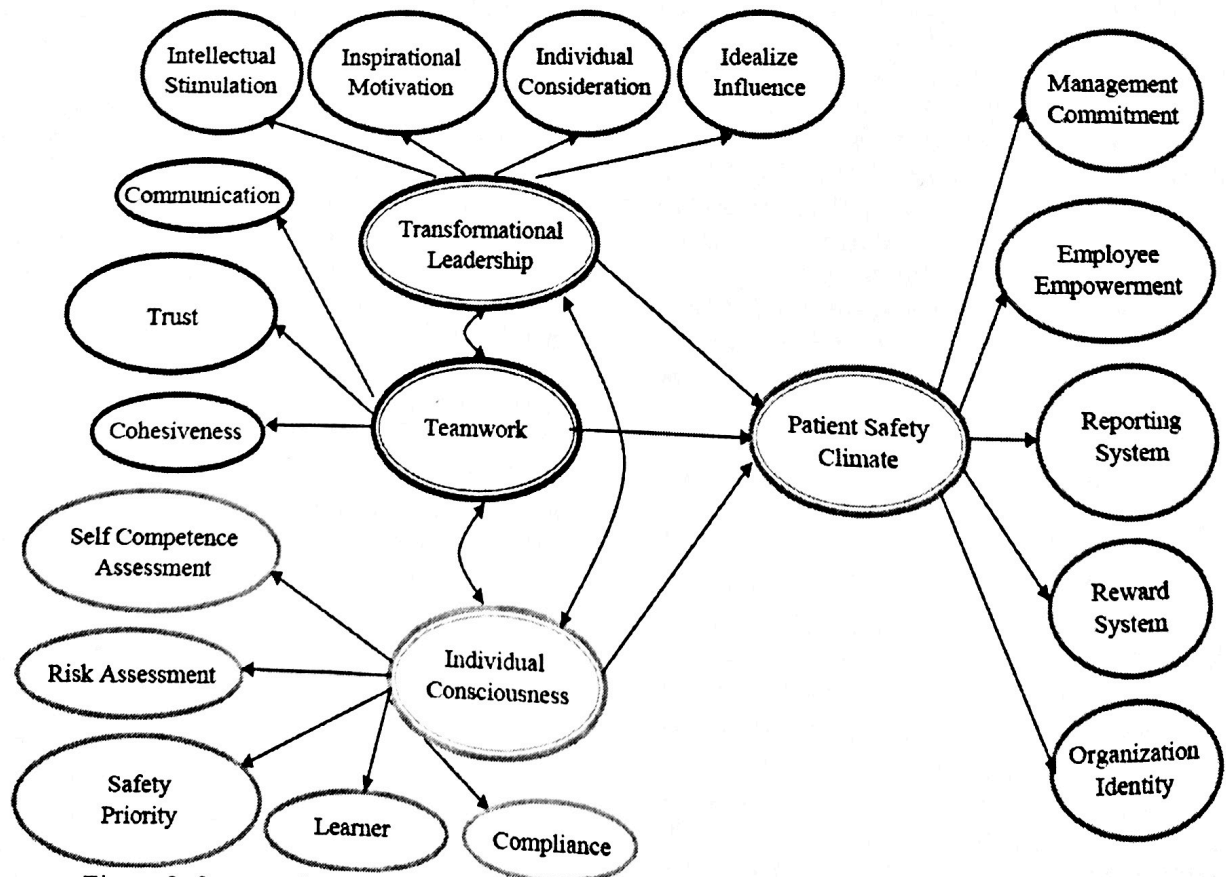 Intellectual
Stimulation
Inspirational
Motivation
Individual
Consideration
Idealize
Influence
Management
Commitment
Communication
Transformational
Leadership
Employee
Empowerment
Trust
Cohesiveness
Teamwork
Patient Safety
Climate
Reporting
System
Self Competence
Assessment
Reward
System
Risk Assessment
Individual
Consciousness
Organization
Identity
Safety
Priority
Learner
Compliance